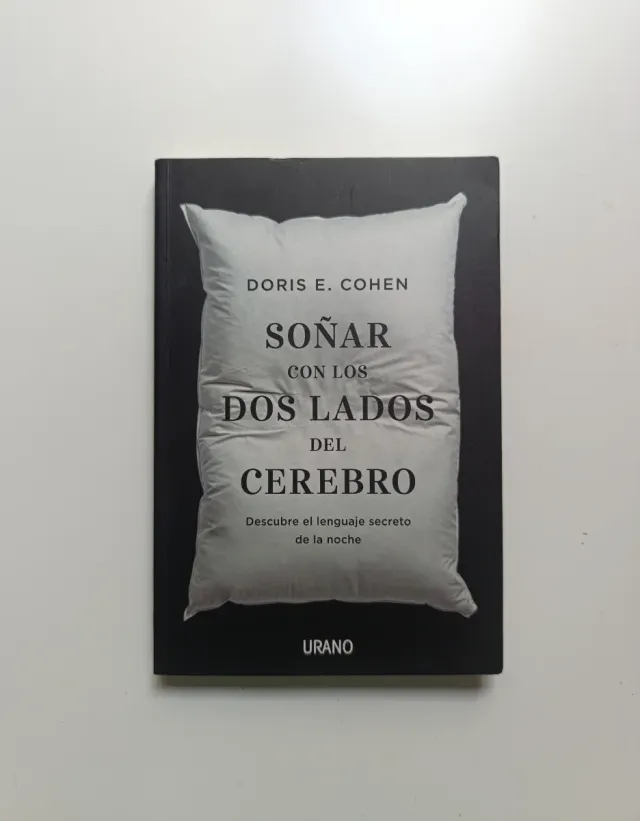 DORIS E. COHEN
SOÑAR
CON LOS
DOS LADOS
DEL
CEREBRO
Descubre el lenguaje secreto
de la noche
URANO